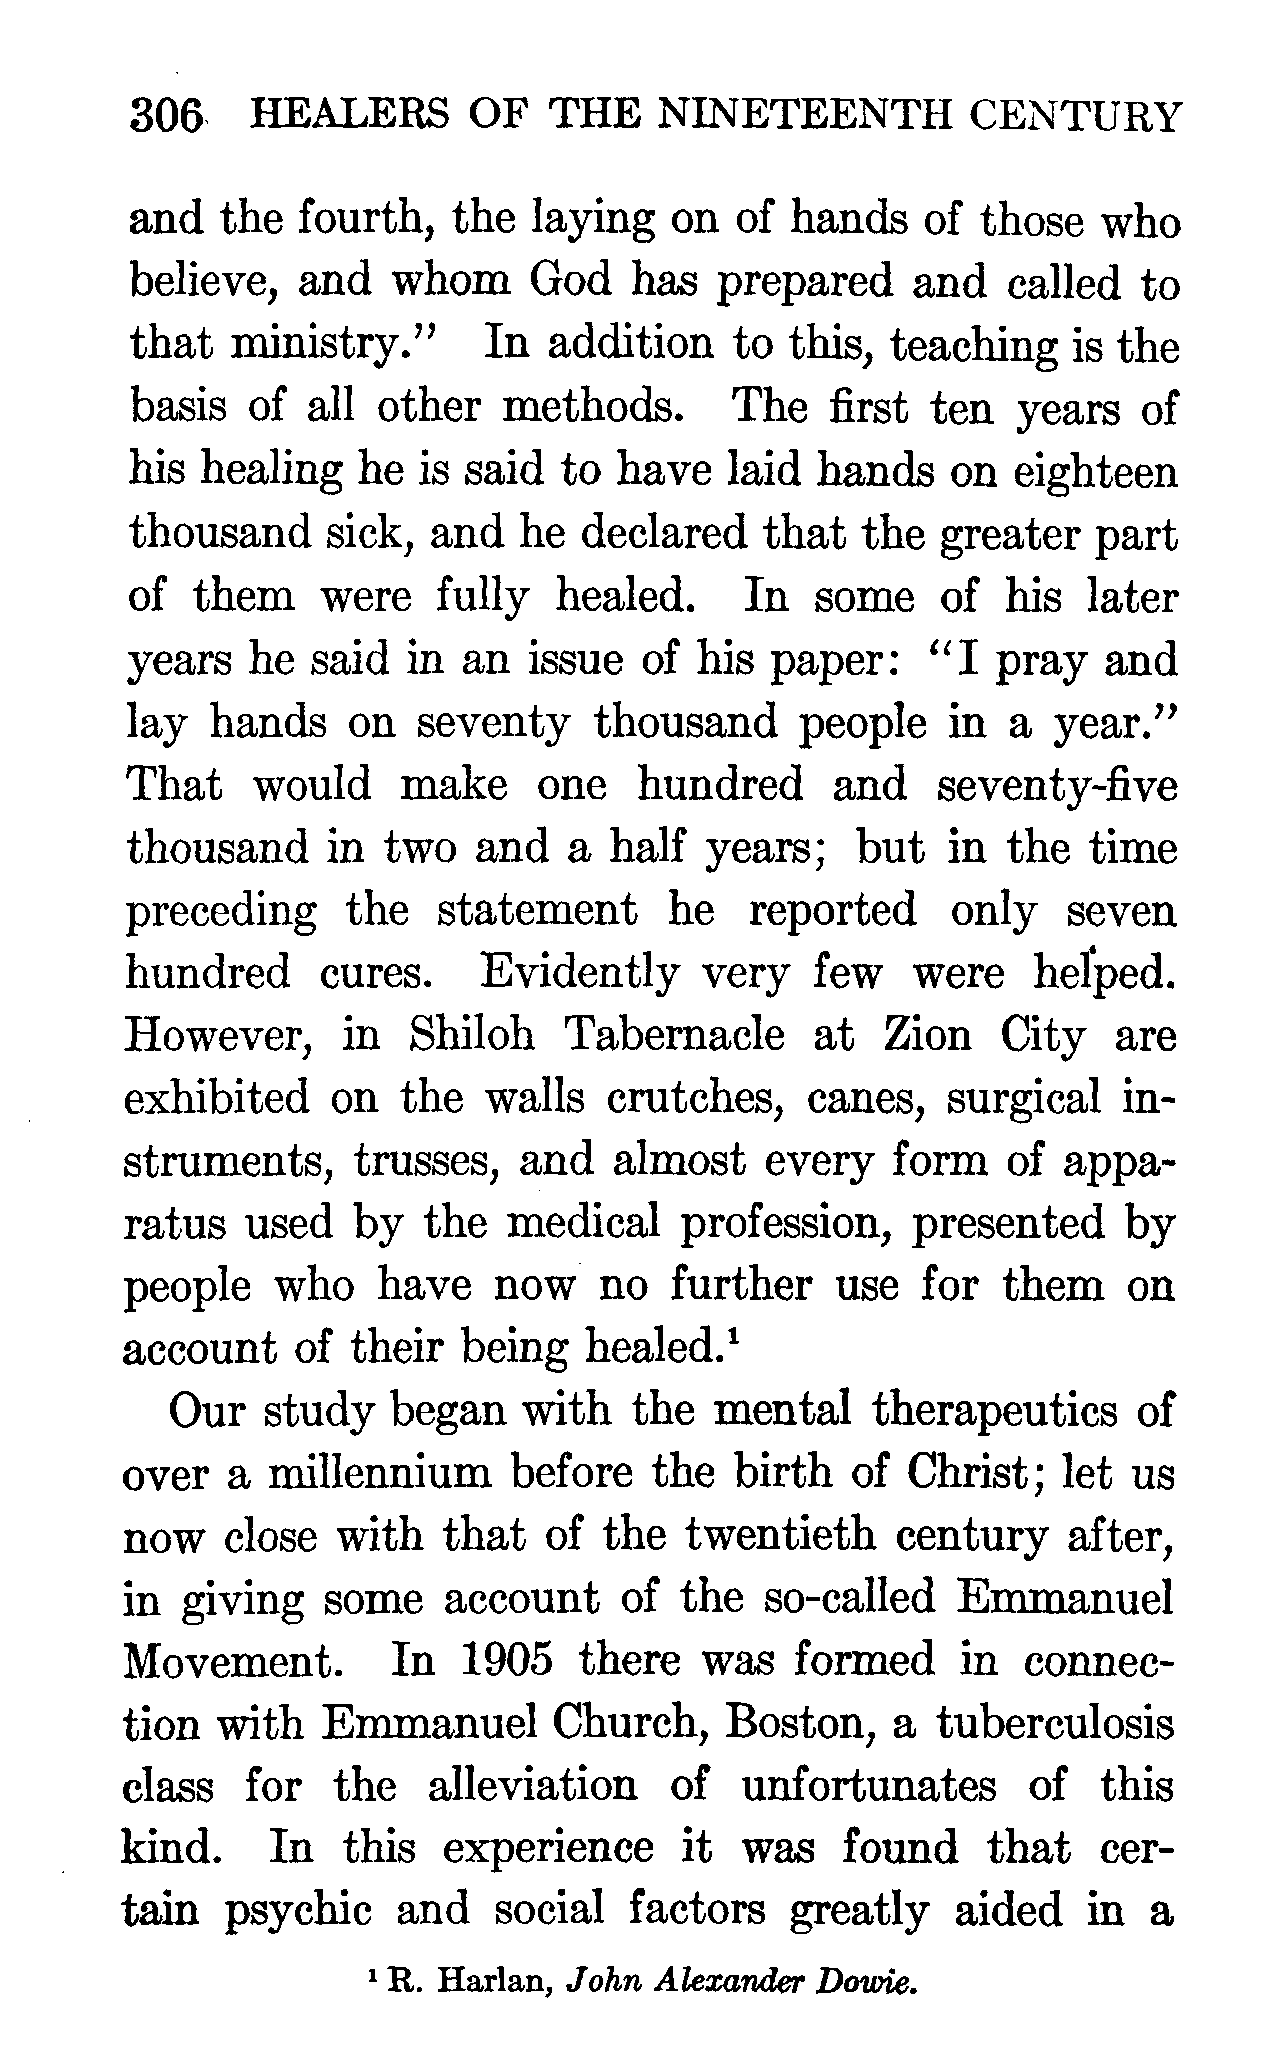 306 HEALERS OF THE NINETEENTH CENTURY
and the fourth, the laying on of hands of those who
believe, and whom God has prepared and called to
that ministry." In addition to this, teaching is the
basis of all other methods. The first ten years of
his healing he is said to have laid hands on eighteen
thousand sick, and he declared that the greater part
of them were fully healed. In some of his later
years he said in an issue of his paper: "I pray and
lay hands on seventy thousand people in a year."
That would make one hundred and seventy-five
thousand in two and a half years; but in the time
preceding the statement he reported only seven
hundred cures. Evidently very few were helped.
However, in Shiloh Tabernacle at Zion City are
exhibited on the walls crutches, canes, surgical in-
struments, trusses, and almost every form of appa-
ratus used by the medical profession, presented by
people who have now no further use for them on
account of their being healed.¹
Our study began with the mental therapeutics of
over a millennium before the birth of Christ; let us
now close with that of the twentieth century after,
in giving some account of the so-called Emmanuel
Movement. In 1905 there was formed in connec-
tion with Emmanuel Church, Boston, a tuberculosis
class for the alleviation of unfortunates of this
kind. In this experience it was found that cer-
tain psychic and social factors greatly aided in a
¹ R. Harlan, John Alexander Dowie.